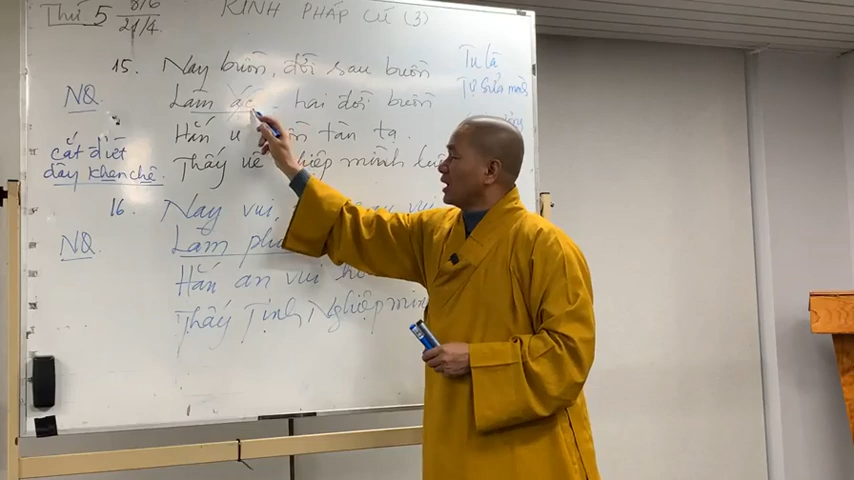 Thứ 5 8/6
21/4
KINH PHÁP CÚ (3)
15. Nay buồn, đời sau buồn
NQ Làm ác hai đời buồn
Hắn u tàn tạ.
Thấy uế mình
cắt đứt
dây khen chê
16. Nay vui,
NQ Làm
Hắn an vui
Thấy Tịnh Nghiệp mình
Tu là
Tự sửa mình